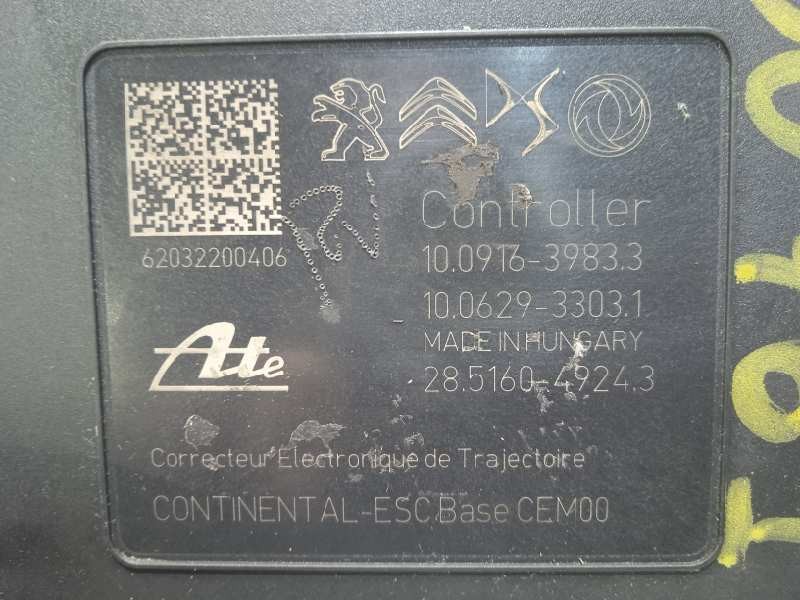 Controller
62032200406
10.0916-3983.3
10.0629-3303.1
MADE IN HUNGARY
Ate
28.5160-4924.3
Correcteur Electronique de Trajectoire
CONTINENTAL-ESC Base CEM00